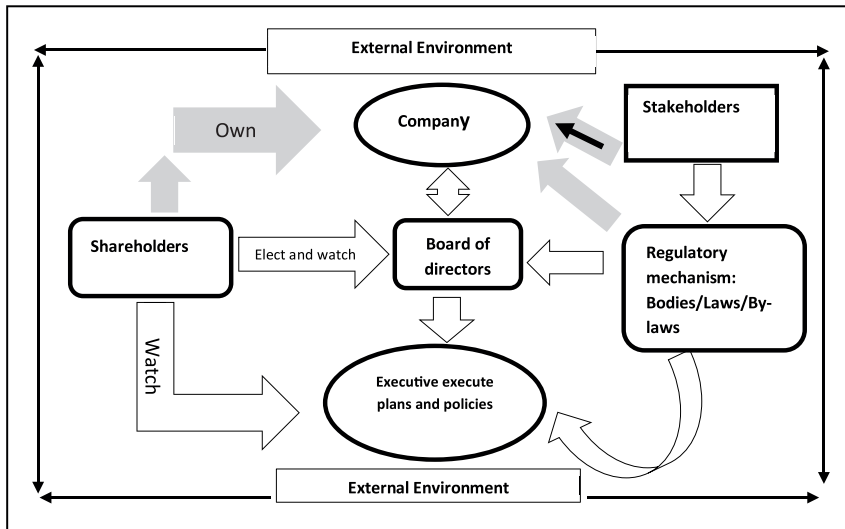 External Environment
Company
Stakeholders
Own
Shareholders
Elect and watch
Board of
directors
Regulatory
mechanism:
Bodies/Laws/By-
laws
Watch
Executive execute
plans and policies
External Environment